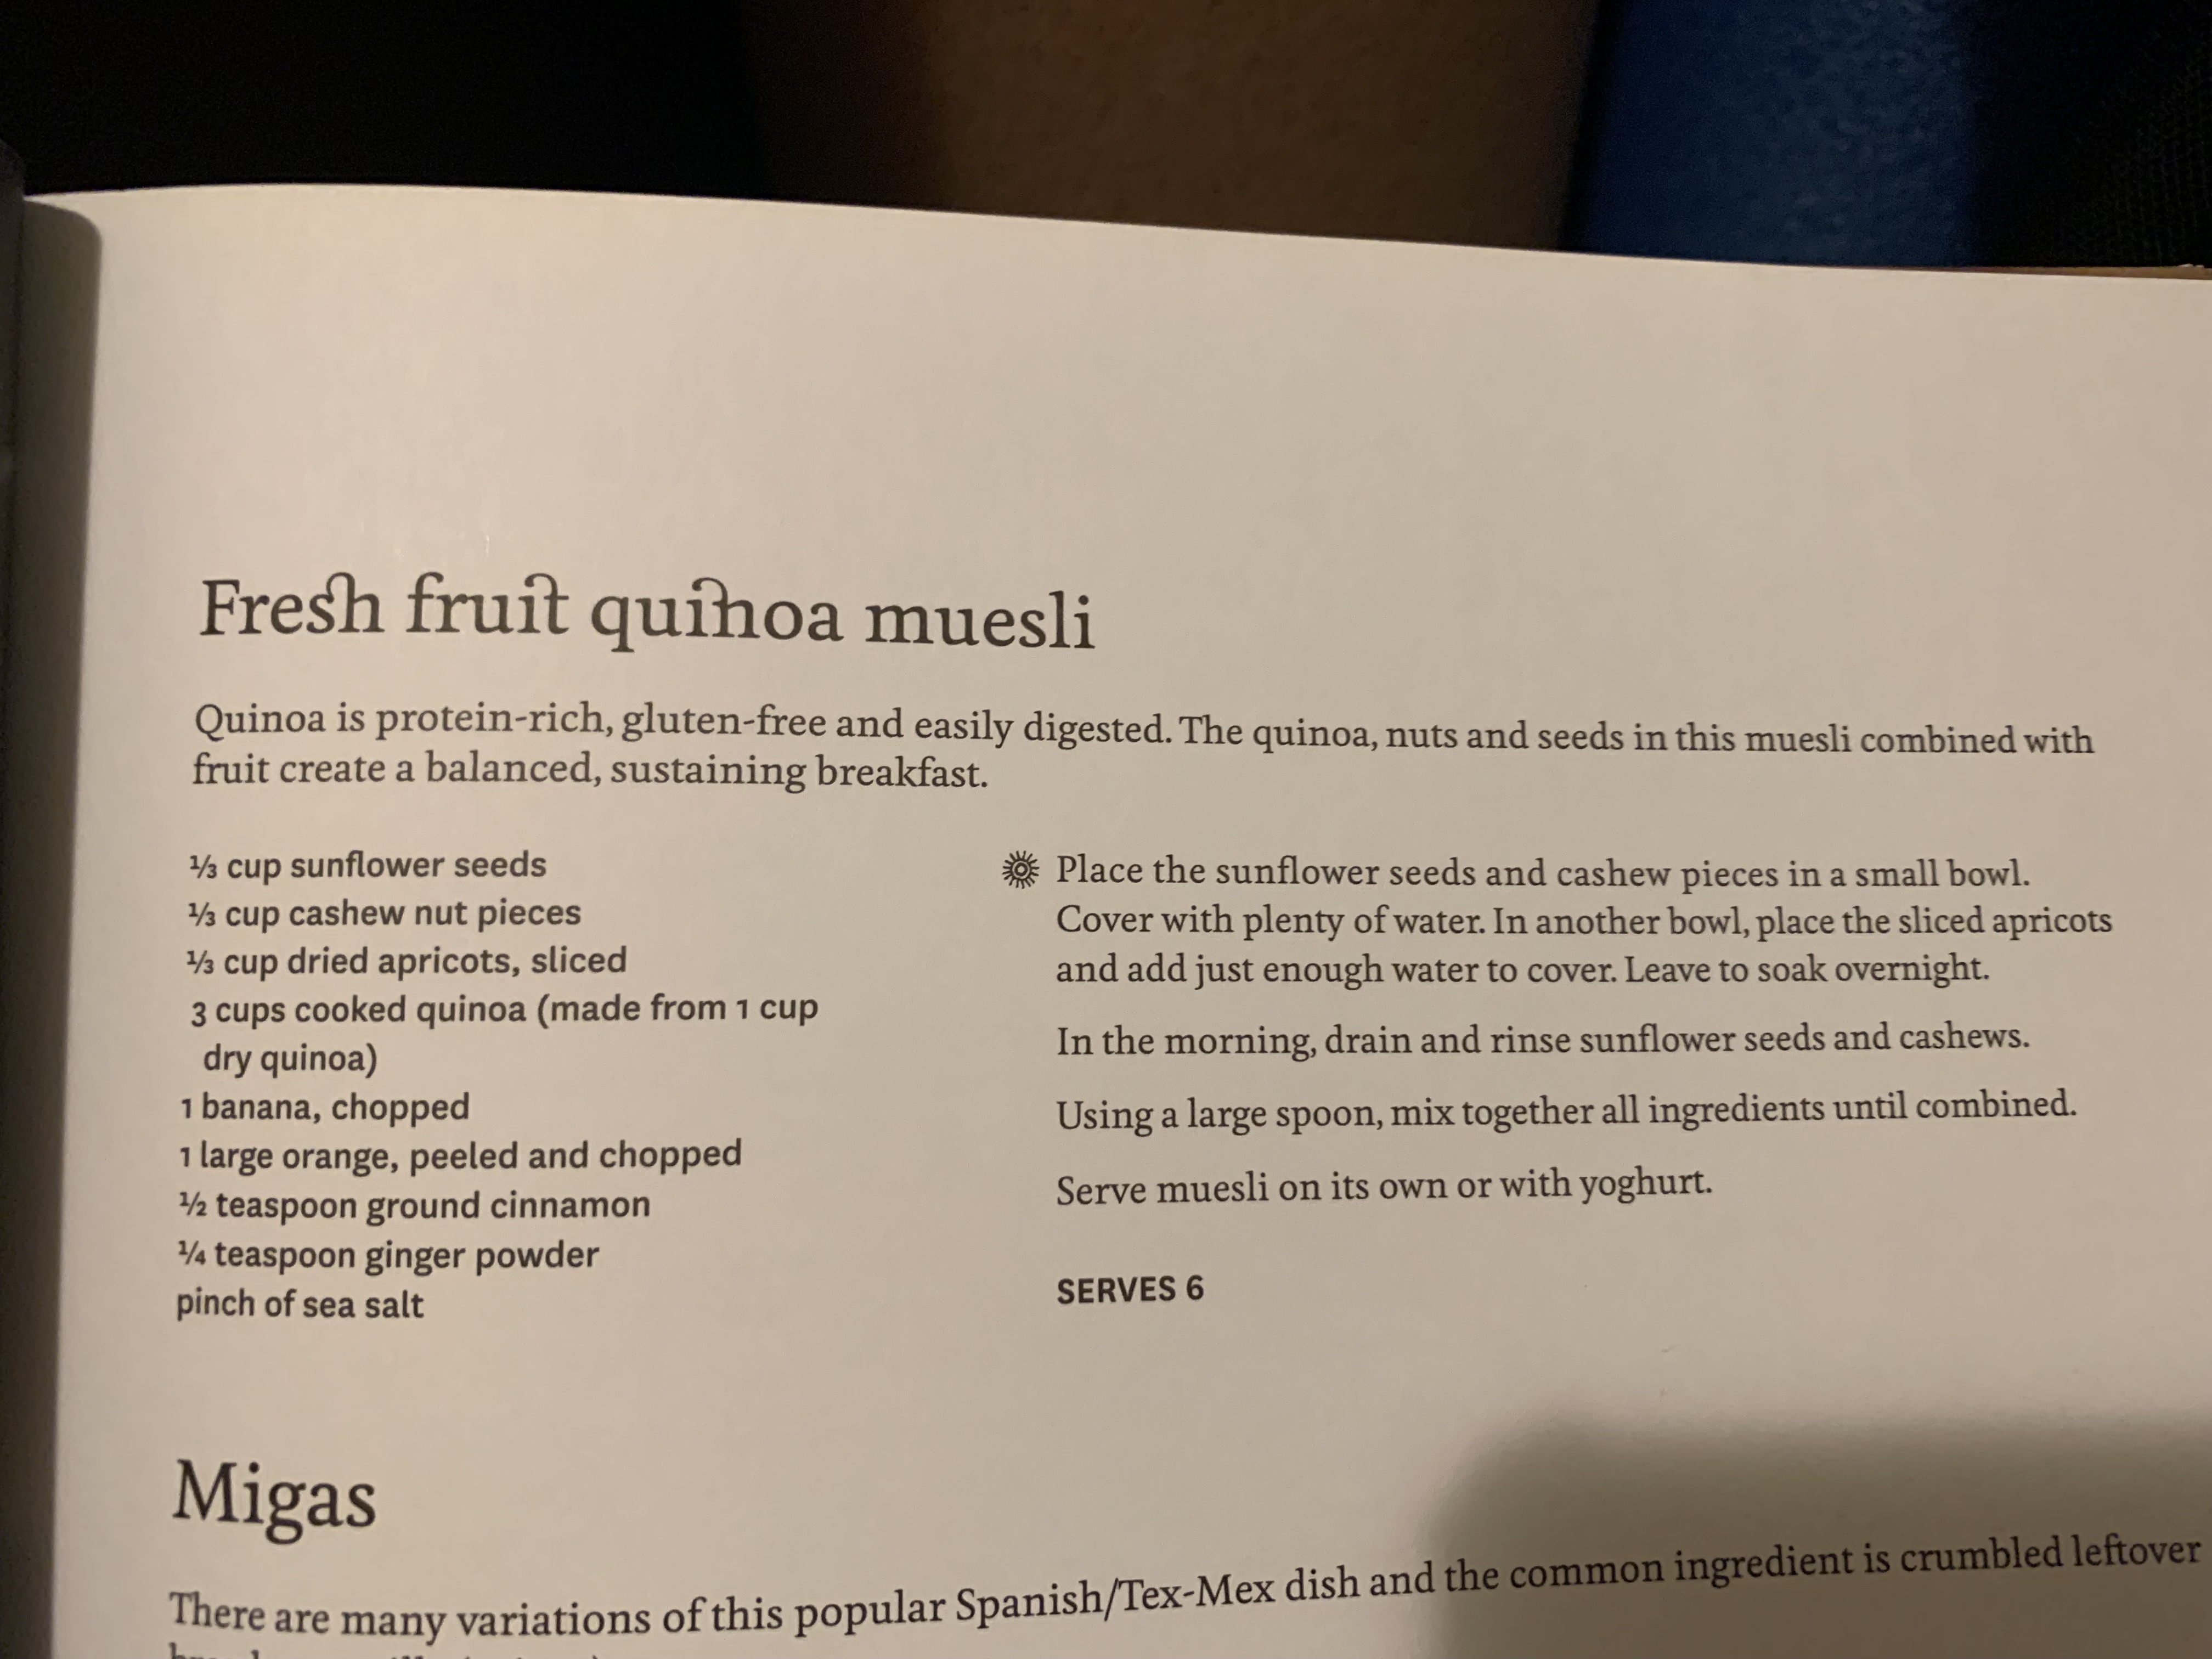 Fresh fruit quinoa muesli
Quinoa is protein-rich, gluten-free and easily digested. The quinoa, nuts and seeds in this muesli combined with
fruit create a balanced, sustaining breakfast.
⅓ cup sunflower seeds
⅓ cup cashew nut pieces
⅓ cup dried apricots, sliced
3 cups cooked quinoa (made from 1 cup
dry quinoa)
1 banana, chopped
1 large orange, peeled and chopped
½ teaspoon ground cinnamon
¼ teaspoon ginger powder
pinch of sea salt
Place the sunflower seeds and cashew pieces in a small bowl.
Cover with plenty of water. In another bowl, place the sliced apricots
and add just enough water to cover. Leave to soak overnight.
In the morning, drain and rinse sunflower seeds and cashews.
Using a large spoon, mix together all ingredients until combined.
Serve muesli on its own or with yoghurt.
SERVES 6
Migas
There are many variations of this popular Spanish/Tex-Mex dish and the common ingredient is crumbled leftover